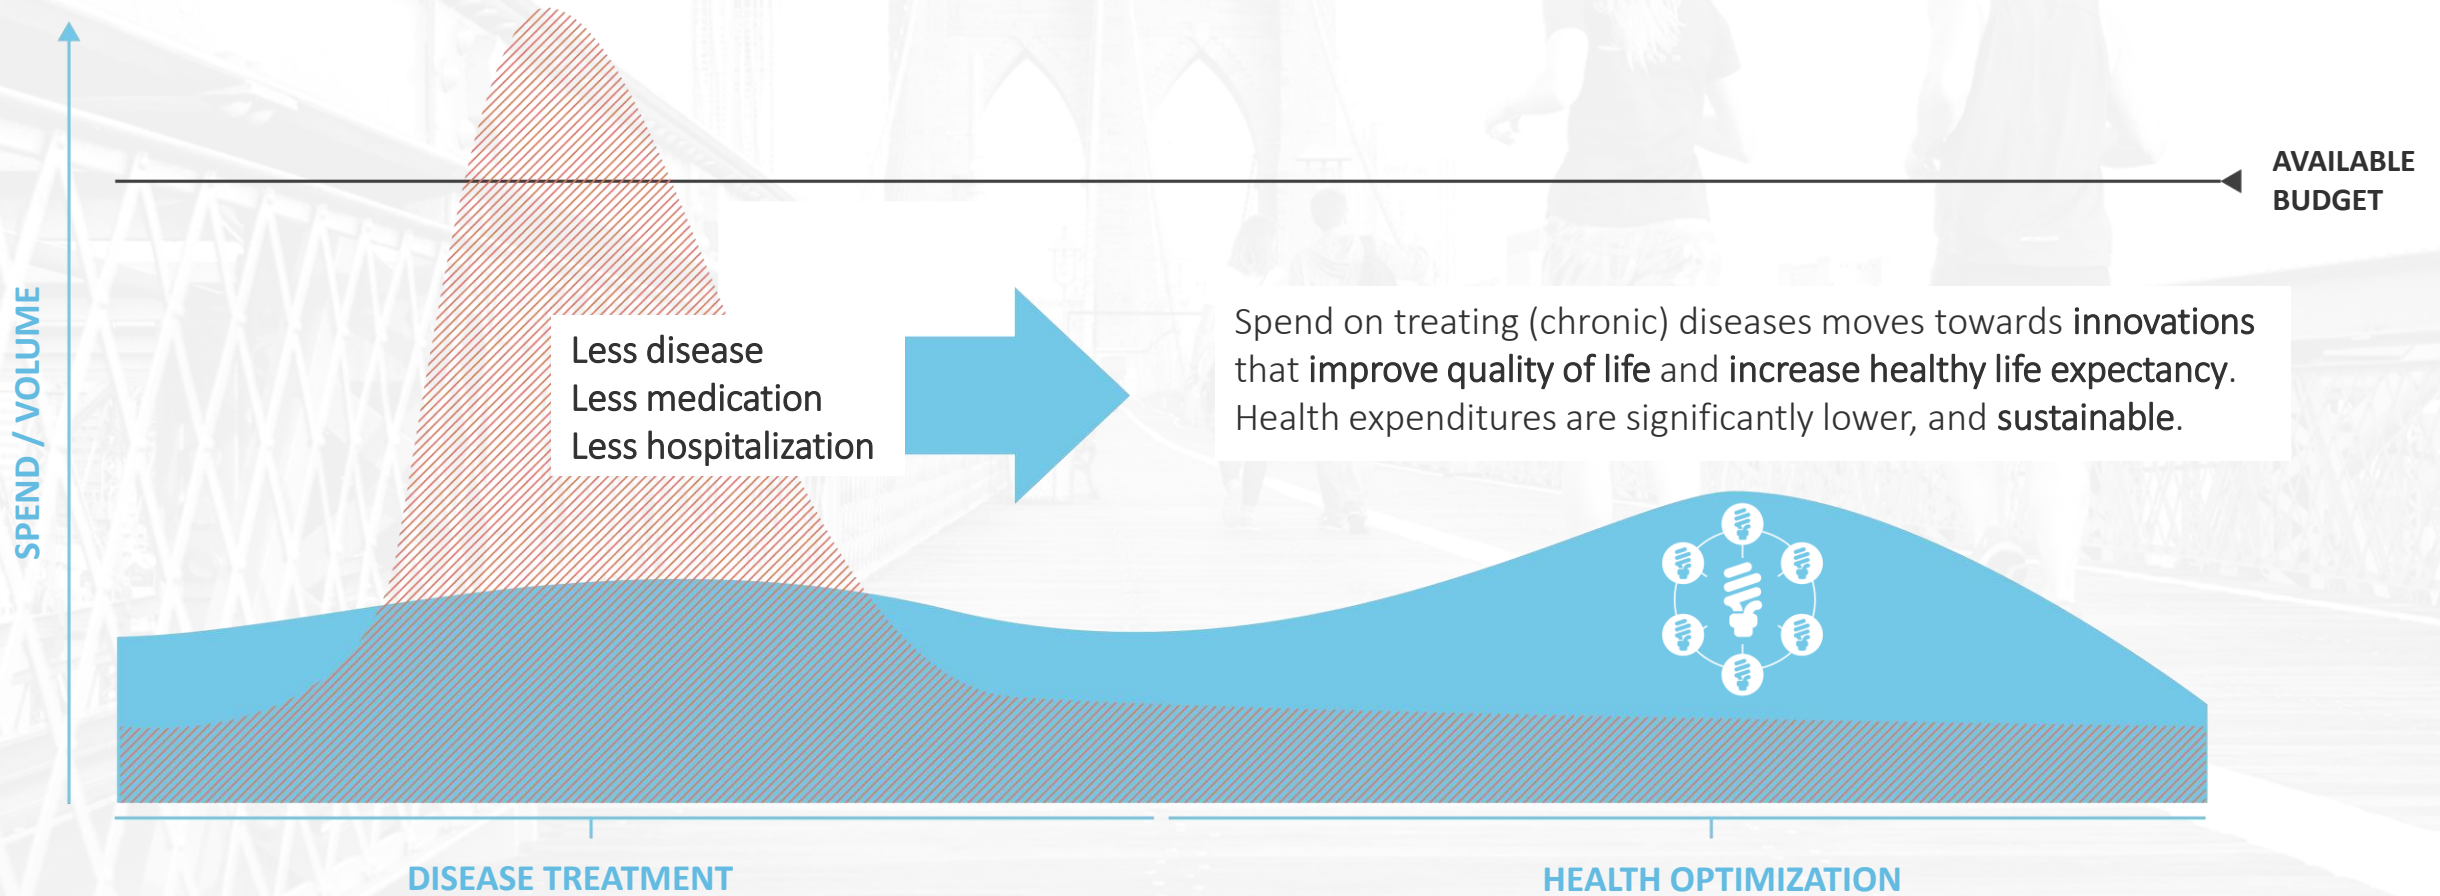 SPEND / VOLUME
AVAILABLE
BUDGET
Less disease
Less medication
Less hospitalization
Spend on treating (chronic) diseases moves towards innovations
that improve quality of life and increase healthy life expectancy.
Health expenditures are significantly lower, and sustainable.
DISEASE TREATMENT
HEALTH OPTIMIZATION